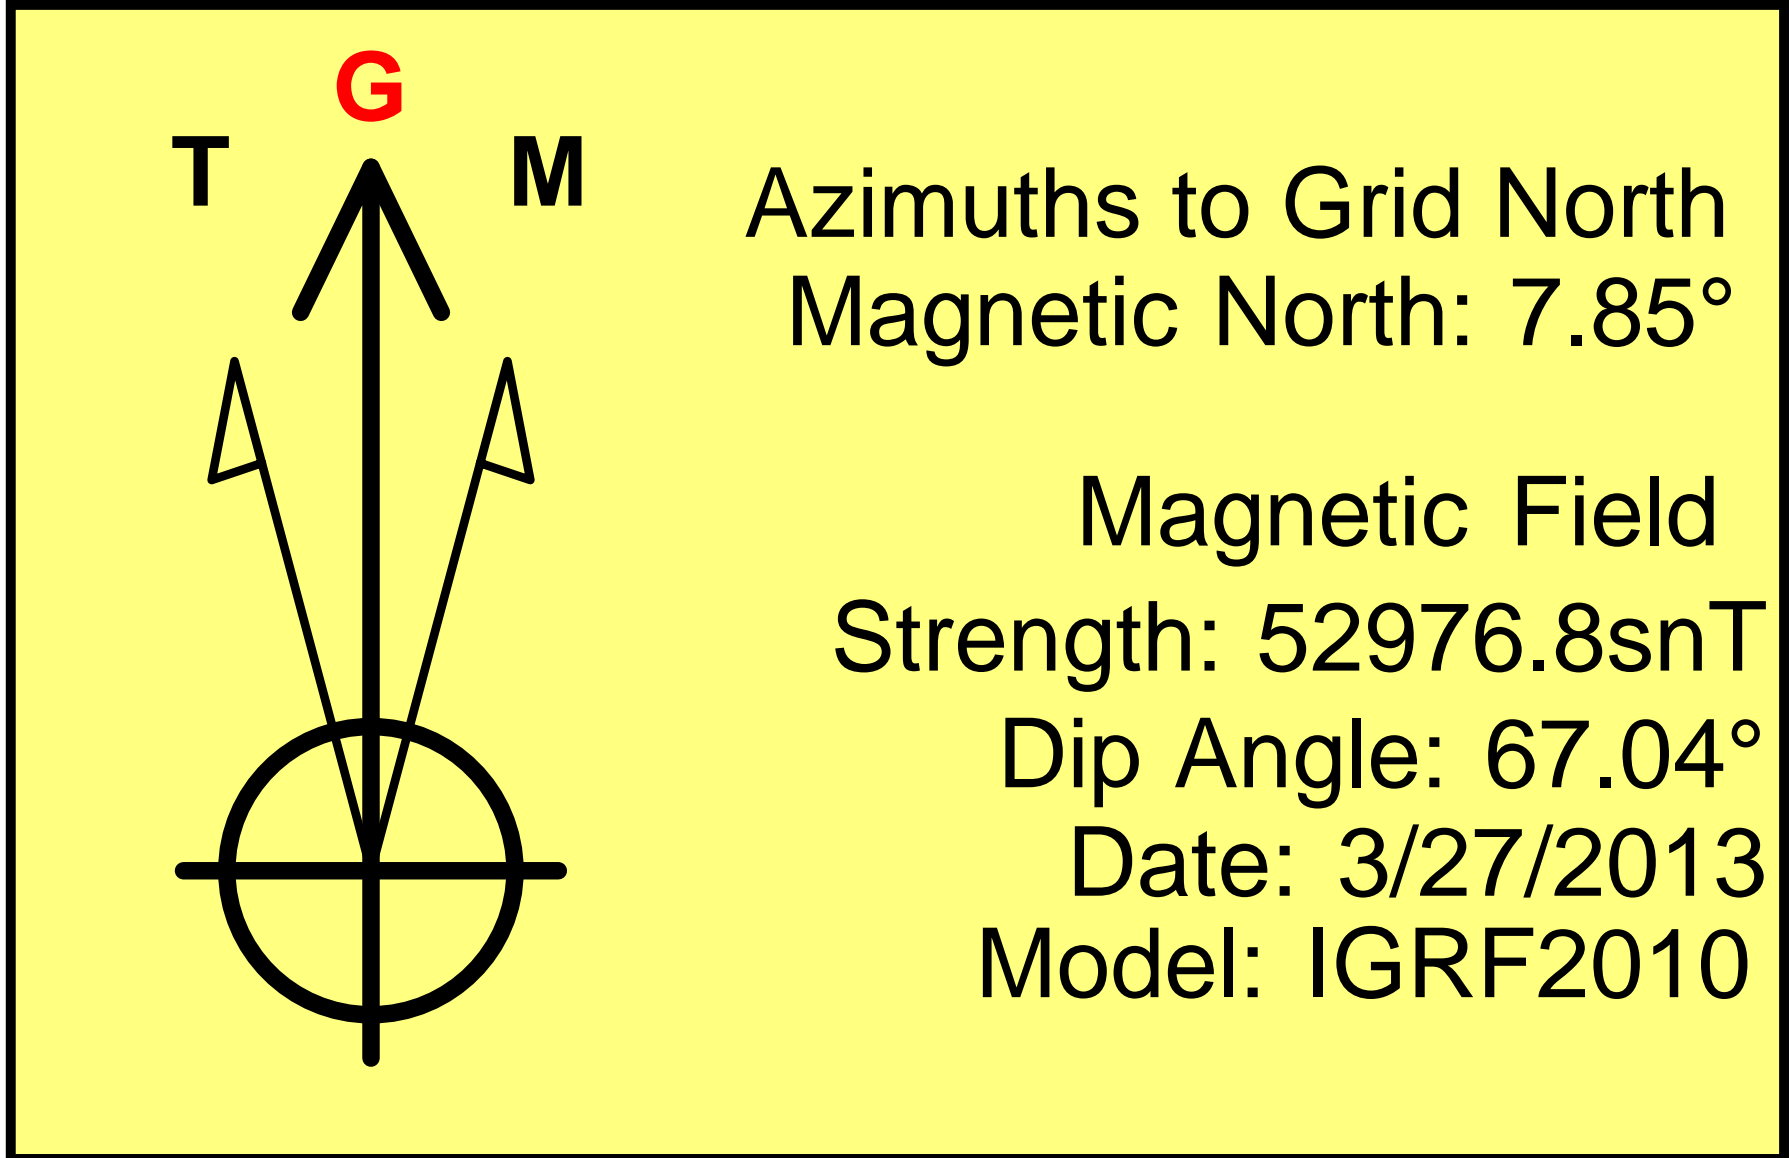 G
T M
Azimuths to Grid North
Magnetic North: 7.85°
Magnetic Field
Strength: 52976.8snT
Dip Angle: 67.04°
Date: 3/27/2013
Model: IGRF2010